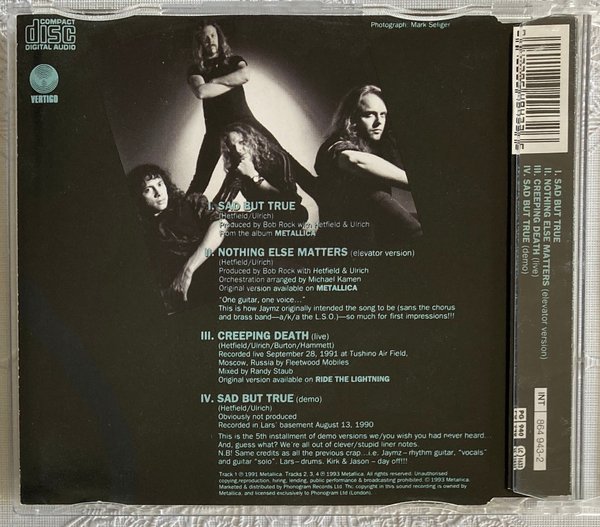 COMPACT
disc
DIGITAL AUDIO
VERTIGO
Photograph: Mark Seliger
I. SAD BUT TRUE
(Hetfield/Ulrich)
Produced by Bob Rock with Hetfield & Ulrich
From the album METALLICA
II. NOTHING ELSE MATTERS (elevator version)
(Hetfield/Ulrich)
Produced by Bob Rock with Hetfield & Ulrich
Orchestration arranged by Michael Kamen
Original version available on METALLICA
"One guitar, one voice..."
This is how Jaymz originally intended the song to be (sans the chorus
and brass band—a/k/a the L.S.O.)—so much for first impressions!!!
III. CREEPING DEATH (live)
(Hetfield/Ulrich/Burton/Hammett)
Recorded live September 28, 1991 at Tushino Air Field,
Moscow, Russia by Fleetwood Mobiles
Mixed by Randy Staub
Original version available on RIDE THE LIGHTNING
IV. SAD BUT TRUE (demo)
(Hetfield/Ulrich)
Obviously not produced
Recorded in Lars' basement August 13, 1990
This is the 5th installment of demo versions we/you wish you had never heard...
And, guess what? We're all out of clever/stupid liner notes.
N.B! Same credits as all the previous crap...i.e. Jaymz – rhythm guitar, "vocals"
and guitar "solo". Lars – drums. Kirk & Jason – day off!!!
Track 1 ℗ 1991 Metallica. Tracks 2, 3, 4 ℗ 1993 Metallica. All rights reserved. Unauthorised
copying, reproduction, hiring, lending, public performance & broadcasting prohibited. © 1993 Metallica.
Marketed & distributed by Phonogram Records Ltd. The copyright in this sound recording is owned by
Metallica, and licensed exclusively to Phonogram Ltd (London).
I. SAD BUT TRUE
II. NOTHING ELSE MATTERS (elevator version)
III. CREEPING DEATH (live)
IV. SAD BUT TRUE (demo)
INT
864 943-2
PG 940